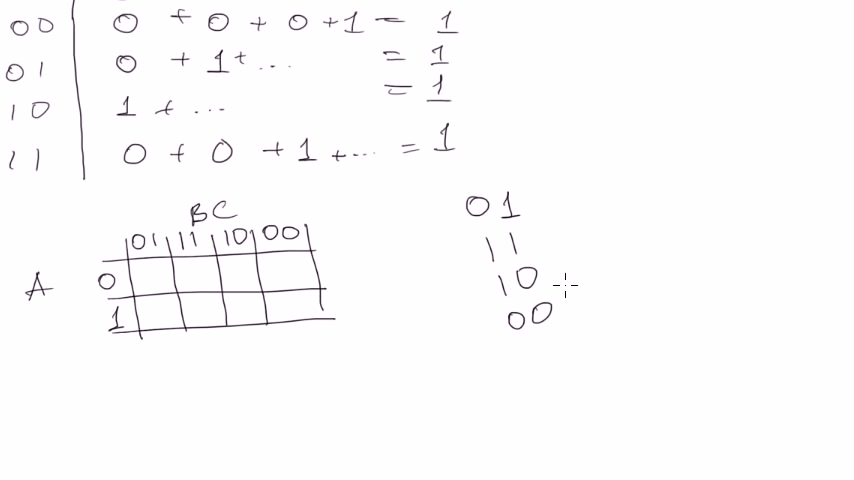 00 | 0 + 0 + 0 + 1 = 1
01 | 0 + 1 + ... = 1
10 | 1 + ... = 1
11 | 0 + 0 + 1 + ... = 1
BC
01 11 10 00
A 0
1
01
11
10
00